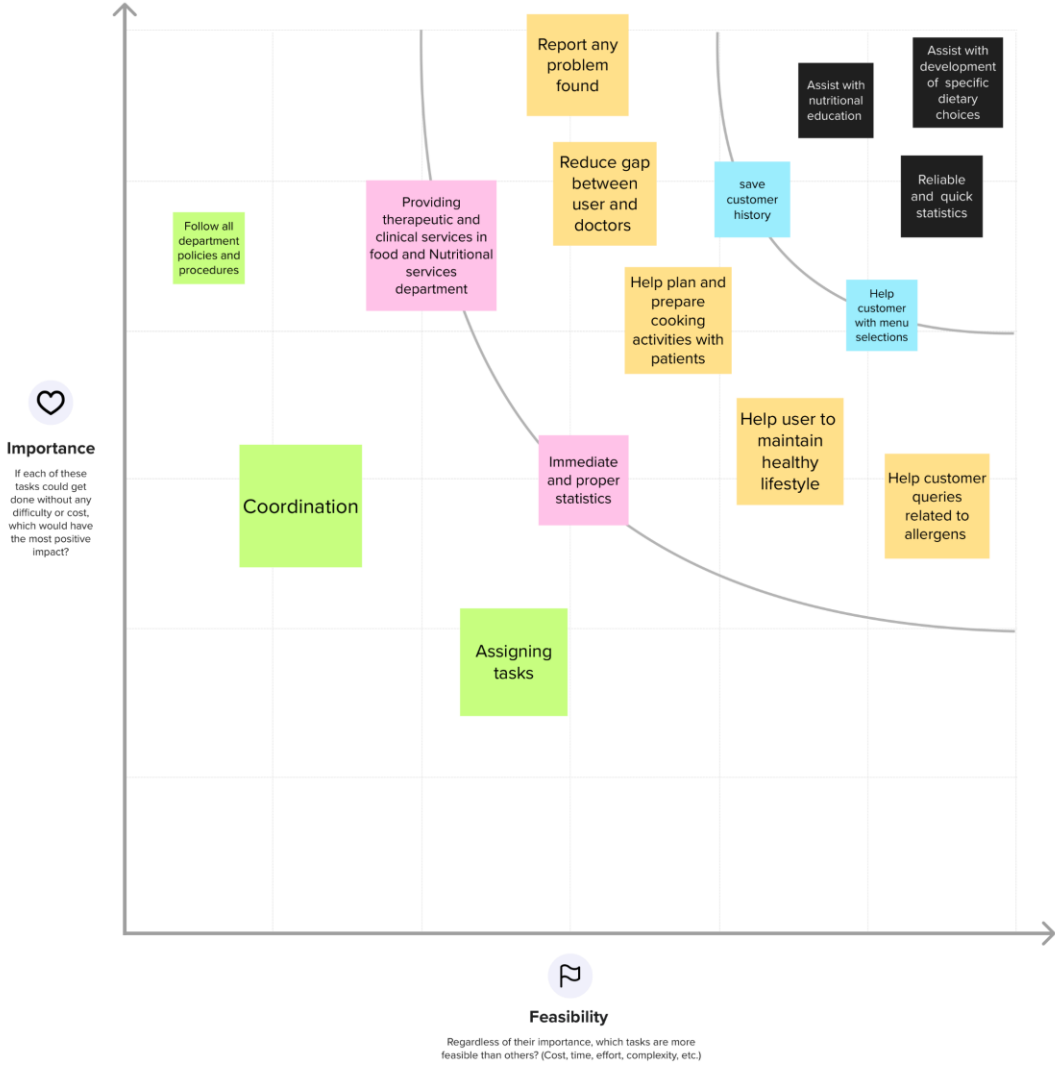 Report any
problem
found
Assist with
nutritional
education
Assist with
development
of specific
dietary
choices
Reduce gap
between
user and
doctors
save
customer
history
Reliable
and quick
statistics
Follow all
department
policies and
procedures
Providing
therapeutic and
clinical services in
food and Nutritional
services
department
Help plan and
prepare
cooking
activities with
patients
Help
customer
with menu
selections
Importance
If each of these
tasks could get
done without any
difficulty or cost,
which would have
the most positive
impact?
Coordination
Immediate
and proper
statistics
Help user to
maintain
healthy
lifestyle
Help customer
queries
related to
allergens
Assigning
tasks
Feasibility
Regardless of their importance, which tasks are more
feasible than others? (Cost, time, effort, complexity, etc.)